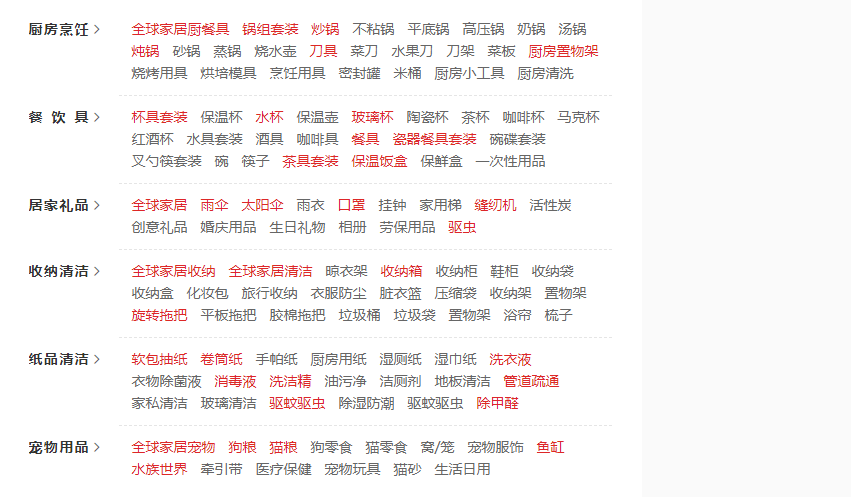 厨房烹饪 > 全球家居厨餐具 锅组套装 炒锅 不粘锅 平底锅 高压锅 奶锅 汤锅
炖锅 砂锅 蒸锅 烧水壶 刀具 菜刀 水果刀 刀架 菜板 厨房置物架
烧烤用具 烘培模具 烹饪用具 密封罐 米桶 厨房小工具 厨房清洗
餐饮具 > 杯具套装 保温杯 水杯 保温壶 玻璃杯 陶瓷杯 茶杯 咖啡杯 马克杯
红酒杯 水具套装 酒具 咖啡具 餐具 瓷器餐具套装 碗碟套装
叉勺筷套装 碗 筷子 茶具套装 保温饭盒 保鲜盒 一次性用品
居家礼品 > 全球家居 雨伞 太阳伞 雨衣 口罩 挂钟 家用梯 缝纫机 活性炭
创意礼品 婚庆用品 生日礼物 相册 劳保用品 驱虫
收纳清洁 > 全球家居收纳 全球家居清洁 晾衣架 收纳箱 收纳柜 鞋柜 收纳袋
收纳盒 化妆包 旅行收纳 衣服防尘 脏衣篮 压缩袋 收纳架 置物架
旋转拖把 平板拖把 胶棉拖把 垃圾桶 垃圾袋 置物架 浴帘 梳子
纸品清洁 > 软包抽纸 卷筒纸 手帕纸 厨房用纸 湿厕纸 湿巾纸 洗衣液
衣物除菌液 消毒液 洗洁精 油污净 洁厕剂 地板清洁 管道疏通
家私清洁 玻璃清洁 驱蚊驱虫 除湿防潮 驱蚊驱虫 除甲醛
宠物用品 > 全球家居宠物 狗粮 猫粮 狗零食 猫零食 窝/笼 宠物服饰 鱼缸
水族世界 牵引带 医疗保健 宠物玩具 猫砂 生活日用